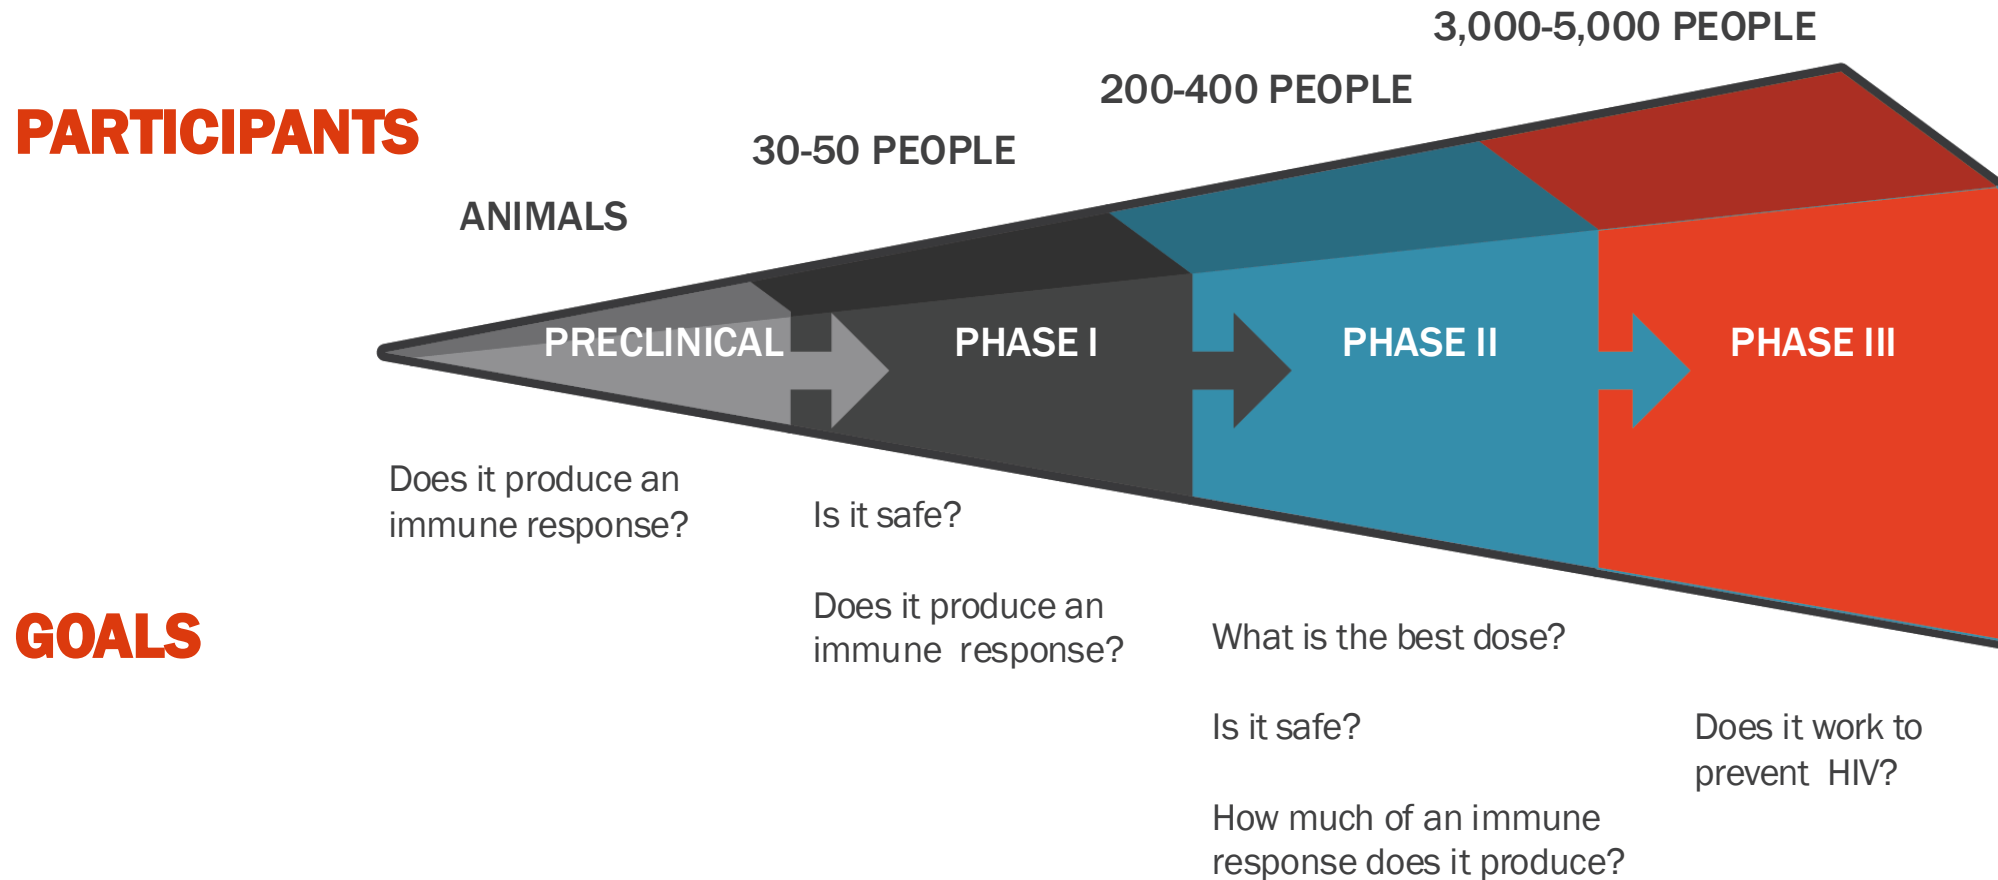 3,000-5,000 PEOPLE
200-400 PEOPLE
PARTICIPANTS
30-50 PEOPLE
ANIMALS
PRECLINICAL
PHASE I
PHASE II
PHASE III
Does it produce an
immune response?
Is it safe?
Does it produce an
immune response?
GOALS
What is the best dose?
Is it safe?
How much of an immune
response does it produce?
Does it work to
prevent HIV?